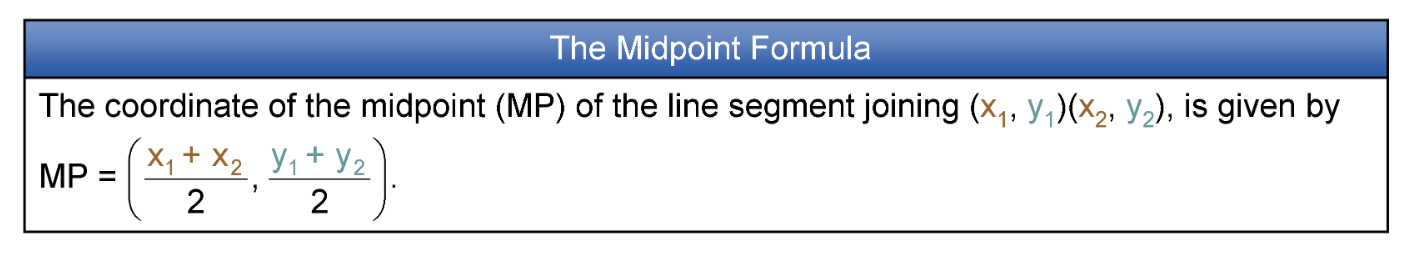 The Midpoint Formula
The coordinate of the midpoint (MP) of the line segment joining (x₁, y₁)(x₂, y₂), is given by
MP = ( (x₁ + x₂)/2 , (y₁ + y₂)/2 ).